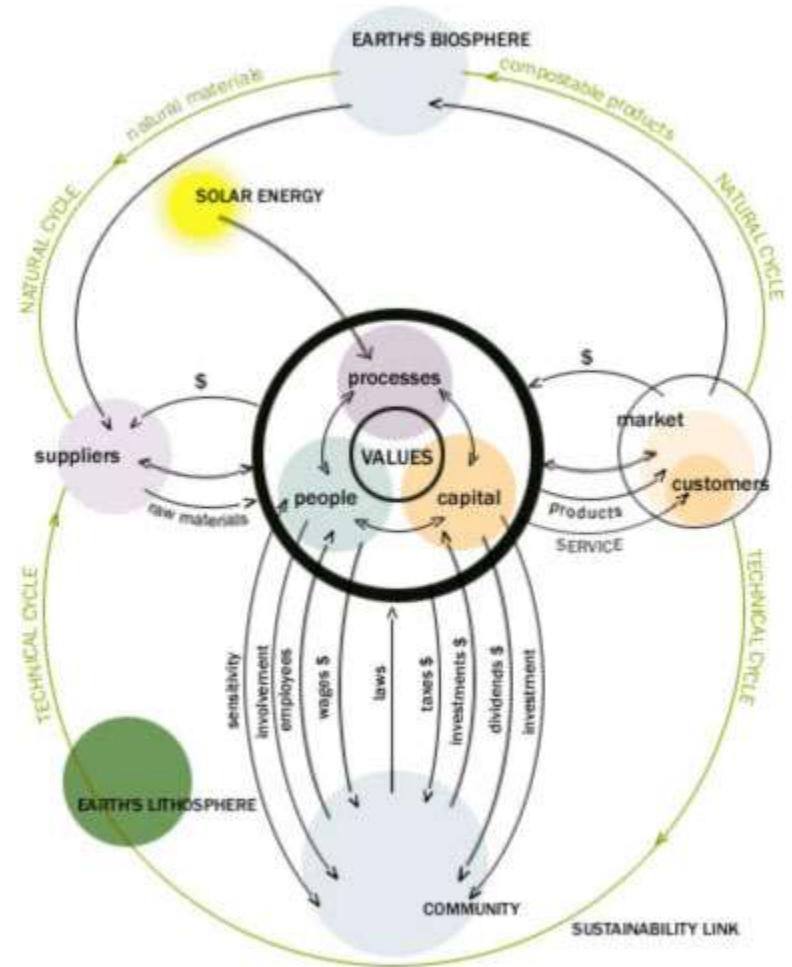 EARTH'S BIOSPHERE
natural materials
compostable products
NATURAL CYCLE
SOLAR ENERGY
NATURAL CYCLE
$
$
processes
market
suppliers
VALUES
customers
people
capital
raw materials
products
SERVICE
TECHNICAL CYCLE
TECHNICAL CYCLE
sensitivity
involvement
employees
wages $
laws
taxes $
investments $
dividends $
investment
EARTH'S LITHOSPHERE
COMMUNITY
SUSTAINABILITY LINK